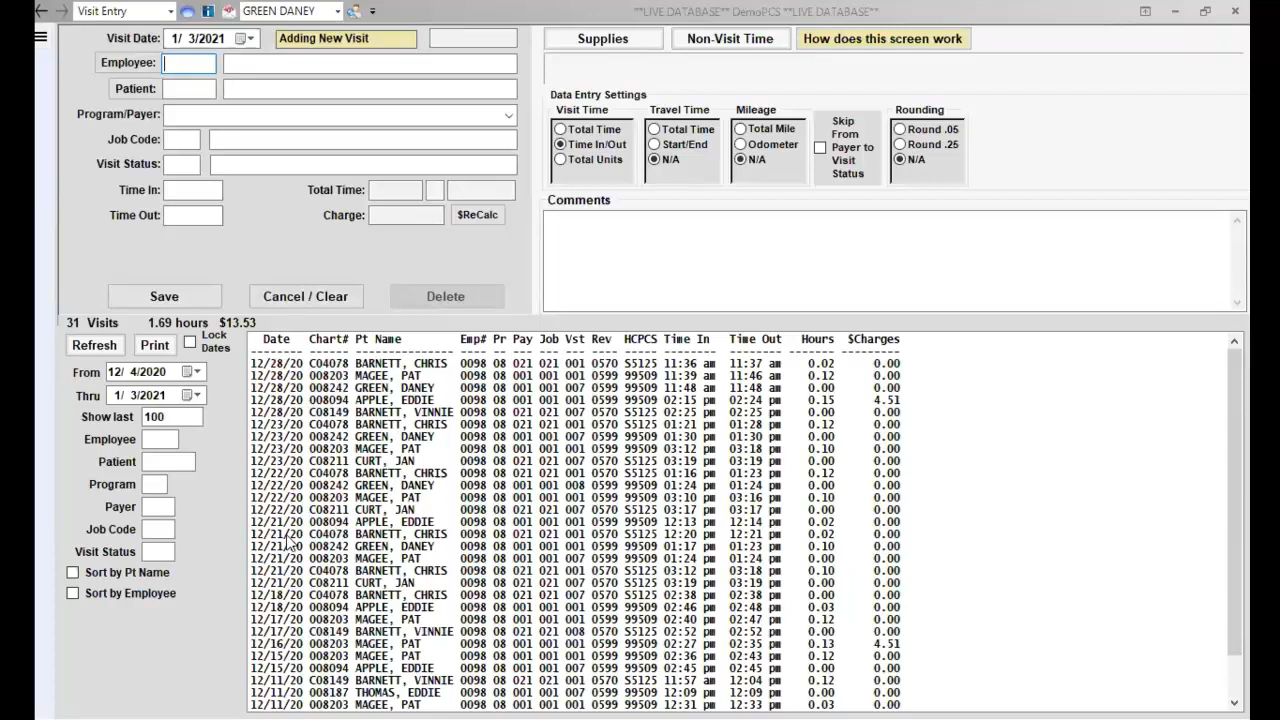 Visit Entry GREEN DANEY **LIVE DATABASE** DemoPCS **LIVE DATABASE**
Visit Date: 1/ 3/2021 Adding New Visit
Employee:
Patient:
Program/Payer:
Job Code:
Visit Status:
Time In: Total Time:
Time Out: Charge: $ReCalc
Save Cancel / Clear Delete
Supplies Non-Visit Time How does this screen work
Data Entry Settings
Visit Time Travel Time Mileage Rounding
Total Time Total Time Total Mile Round .05
Time In/Out Start/End Odometer Round .25
Total Units N/A N/A N/A
Skip
From
Payer to
Visit
Status
Comments
31 Visits 1.69 hours $13.53
Refresh Print Lock
Dates
From 12/ 4/2020
Thru 1/ 3/2021
Show last 100
Employee
Patient
Program
Payer
Job Code
Visit Status
Sort by Pt Name
Sort by Employee
Date Chart# Pt Name Emp# Pr Pay Job Vst Rev HCPCS Time In Time Out Hours $Charges
12/28/20 C04078 BARNETT, CHRIS 0098 08 021 021 001 0570 S5125 11:36 am 11:37 am 0.02 0.00
12/28/20 008203 MAGEE, PAT 0098 08 001 001 001 0599 99509 11:39 am 11:46 am 0.12 0.00
12/28/20 008242 GREEN, DANEY 0098 08 001 001 007 0599 99509 11:48 am 11:48 am 0.00 0.00
12/28/20 008094 APPLE, EDDIE 0098 08 001 001 001 0599 99509 02:15 pm 02:24 pm 0.15 4.51
12/28/20 C08149 BARNETT, VINNIE 0098 08 021 021 007 0570 S5125 02:25 pm 02:25 pm 0.00 0.00
12/23/20 C04078 BARNETT, CHRIS 0098 08 021 021 001 0570 S5125 01:21 pm 01:28 pm 0.12 0.00
12/23/20 008242 GREEN, DANEY 0098 08 001 001 007 0599 99509 01:30 pm 01:30 pm 0.00 0.00
12/23/20 008203 MAGEE, PAT 0098 08 001 001 001 0599 99509 03:12 pm 03:18 pm 0.10 0.00
12/23/20 C08211 CURT, JAN 0098 08 021 021 007 0570 S5125 03:19 pm 03:19 pm 0.00 0.00
12/22/20 C04078 BARNETT, CHRIS 0098 08 021 021 001 0570 S5125 01:16 pm 01:23 pm 0.12 0.00
12/22/20 008242 GREEN, DANEY 0098 08 001 001 008 0599 99509 01:24 pm 01:24 pm 0.00 0.00
12/22/20 008203 MAGEE, PAT 0098 08 001 001 001 0599 99509 03:10 pm 03:16 pm 0.10 0.00
12/22/20 C08211 CURT, JAN 0098 08 021 021 007 0570 S5125 03:17 pm 03:17 pm 0.00 0.00
12/21/20 008094 APPLE, EDDIE 0098 08 001 001 001 0599 99509 12:13 pm 12:14 pm 0.02 0.00
12/21/20 C04078 BARNETT, CHRIS 0098 08 021 021 001 0570 S5125 12:20 pm 12:21 pm 0.02 0.00
12/21/20 008242 GREEN, DANEY 0098 08 001 001 001 0599 99509 01:17 pm 01:23 pm 0.10 0.00
12/21/20 008203 MAGEE, PAT 0098 08 001 001 007 0599 99509 01:24 pm 01:24 pm 0.00 0.00
12/21/20 C04078 BARNETT, CHRIS 0098 08 021 021 001 0570 S5125 03:12 pm 03:18 pm 0.10 0.00
12/21/20 C08211 CURT, JAN 0098 08 021 021 007 0570 S5125 03:19 pm 03:19 pm 0.00 0.00
12/18/20 C04078 BARNETT, CHRIS 0098 08 021 021 007 0570 S5125 02:38 pm 02:38 pm 0.00 0.00
12/18/20 008094 APPLE, EDDIE 0098 08 001 001 001 0599 99509 02:46 pm 02:48 pm 0.03 0.00
12/17/20 008203 MAGEE, PAT 0098 08 001 001 001 0599 99509 02:40 pm 02:47 pm 0.12 0.00
12/17/20 C08149 BARNETT, VINNIE 0098 08 021 021 008 0570 S5125 02:52 pm 02:52 pm 0.00 0.00
12/16/20 008203 MAGEE, PAT 0098 08 001 001 001 0599 99509 02:27 pm 02:35 pm 0.13 4.51
12/15/20 008203 MAGEE, PAT 0098 08 001 001 001 0599 99509 02:36 pm 02:43 pm 0.12 0.00
12/15/20 008094 APPLE, EDDIE 0098 08 001 001 007 0599 99509 02:45 pm 02:45 pm 0.00 0.00
12/11/20 C08149 BARNETT, VINNIE 0098 08 021 021 001 0570 S5125 11:57 am 12:04 pm 0.12 0.00
12/11/20 008187 THOMAS, EDDIE 0098 08 001 001 007 0599 99509 12:09 pm 12:09 pm 0.00 0.00
12/11/20 008203 MAGEE, PAT 0098 08 001 001 001 0599 99509 12:31 pm 12:33 pm 0.03 0.00